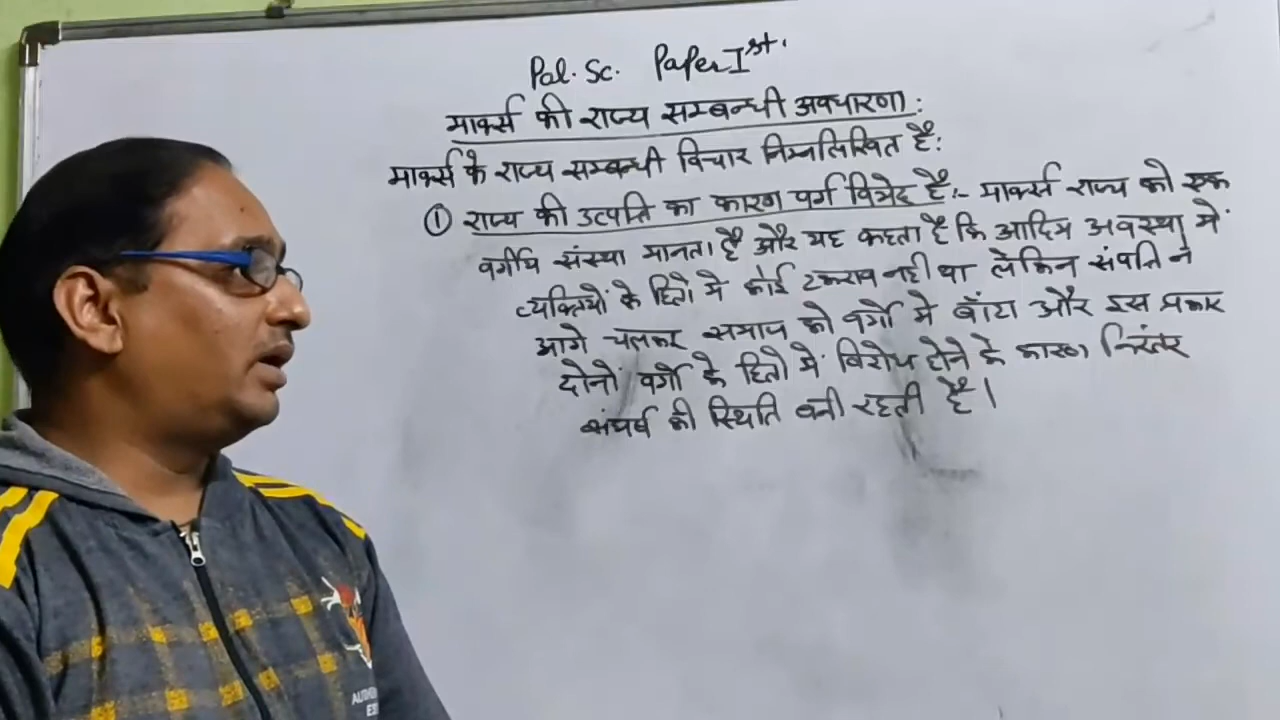 Pol. Sc. Paper Ist.
मार्क्स की राज्य सम्बन्धी अवधारणा :
मार्क्स के राज्य सम्बन्धी विचार निम्नलिखित है:
① राज्य की उत्पत्ति का कारण वर्ग विभेद है :- मार्क्स राज्य को एक
वर्गीय संस्था मानता है और यह कहता है कि आदिम अवस्था में
व्यक्तियों के हितों में कोई टकराव नही था लेकिन संपत्ति ने
आगे चलकर समाज को वर्गो में बाँटा और इस प्रकार
दोनों वर्गो के हितो में विरोध होने के कारण निरंतर
संघर्ष की स्थिति बनी रहती है।